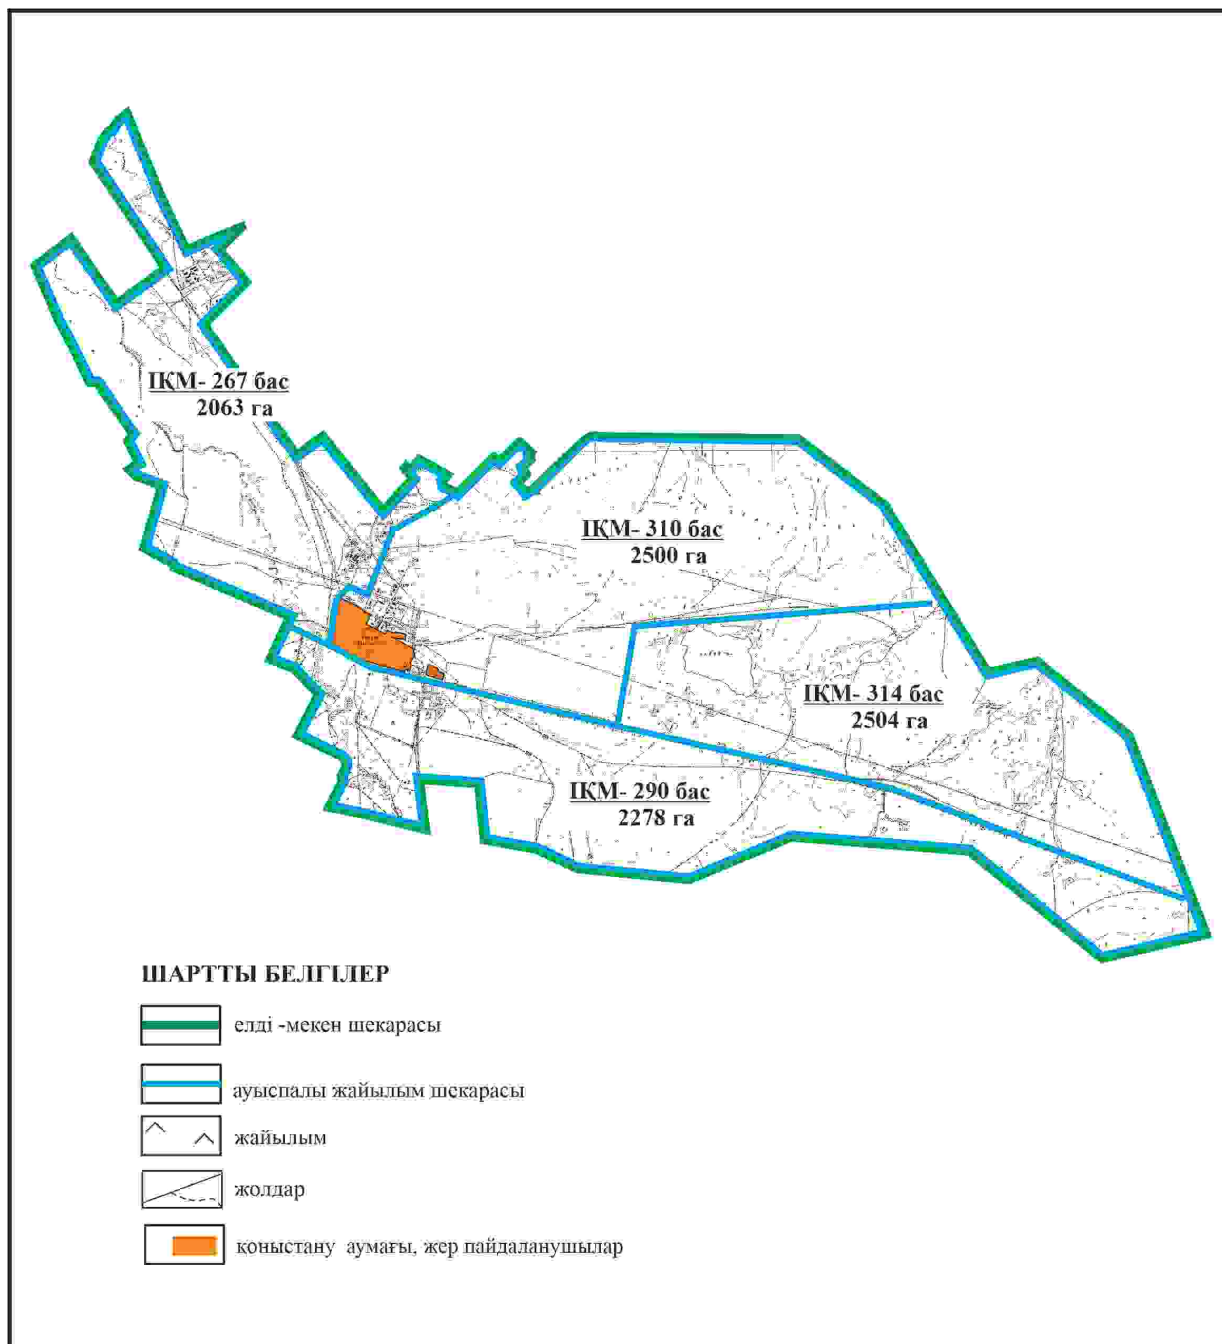 ІҚМ- 267 бас
2063 га
ІҚМ- 310 бас
2500 га
ІҚМ- 314 бас
2504 га
ІҚМ- 290 бас
2278 га
ШАРТТЫ БЕЛГІЛЕР
елді -мекен шекарасы
ауыспалы жайылым шекарасы
жайылым
жолдар
қоныстану аумағы, жер пайдаланушылар